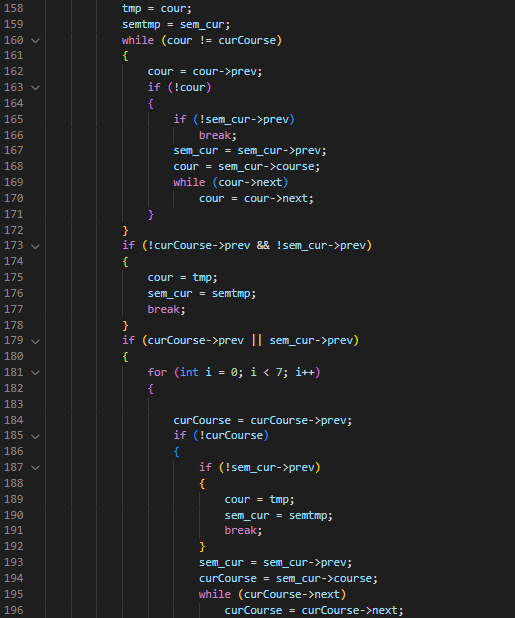 158 tmp = cour;
159 semtmp = sem_cur;
160 while (cour != curCourse)
161 {
162 cour = cour->prev;
163 if (!cour)
164 {
165 if (!sem_cur->prev)
166 break;
167 sem_cur = sem_cur->prev;
168 cour = sem_cur->course;
169 while (cour->next)
170 cour = cour->next;
171 }
172 }
173 if (!curCourse->prev && !sem_cur->prev)
174 {
175 cour = tmp;
176 sem_cur = semtmp;
177 break;
178 }
179 if (curCourse->prev || sem_cur->prev)
180 {
181 for (int i = 0; i < 7; i++)
182 {
183
184 curCourse = curCourse->prev;
185 if (!curCourse)
186 {
187 if (!sem_cur->prev)
188 {
189 cour = tmp;
190 sem_cur = semtmp;
191 break;
192 }
193 sem_cur = sem_cur->prev;
194 curCourse = sem_cur->course;
195 while (curCourse->next)
196 curCourse = curCourse->next;